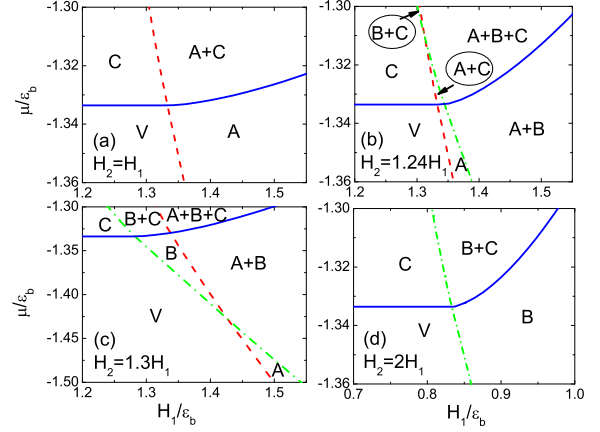 -1.30
-1.32
-1.34
-1.36
μ/εb
C
A+C
V
A
(a)
H2=H1
1.2
1.3
1.4
1.5
-1.30
-1.32
-1.34
-1.36
B+C
A+B+C
A+C
C
V
A+B
A
(b)
H2=1.24H1
1.2
1.3
1.4
1.5
-1.30
-1.35
-1.40
-1.45
-1.50
μ/εb
C
B+C
A+B+C
B
A+B
V
A
(c)
H2=1.3H1
1.2
1.3
1.4
1.5
H1/εb
-1.30
-1.32
-1.34
-1.36
C
B+C
V
B
(d)
H2=2H1
0.7
0.8
0.9
1.0
H1/εb